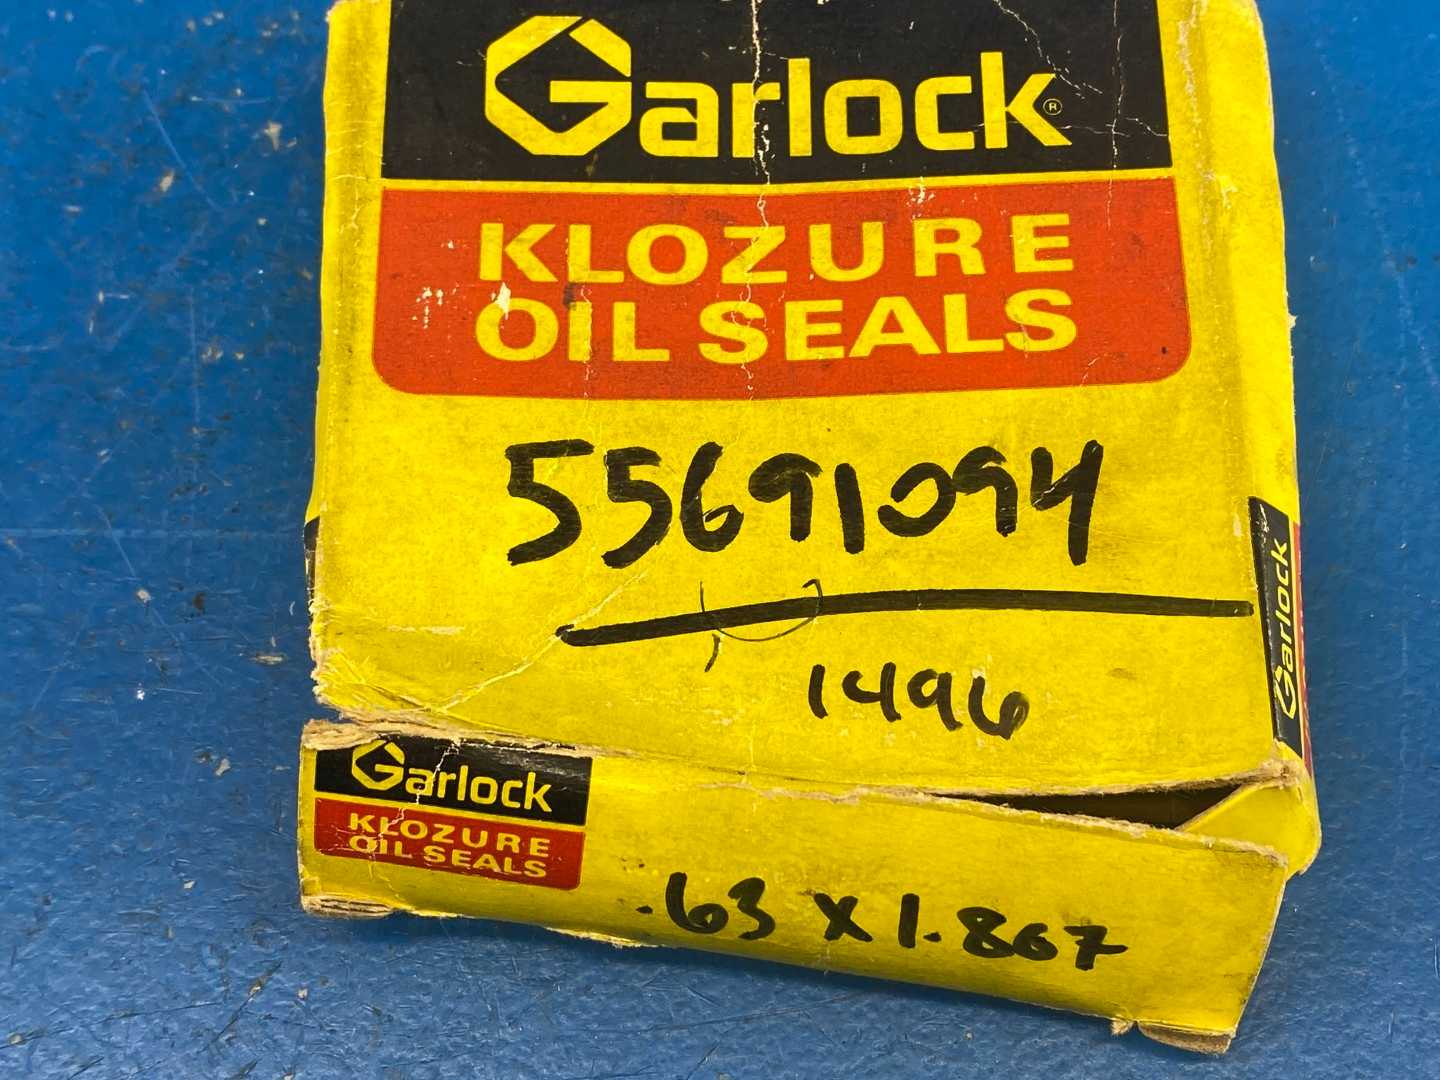 Garlock®
KLOZURE
OIL SEALS
55691094
1496
Garlock
Garlock
KLOZURE
OIL SEALS
.63 x 1.867